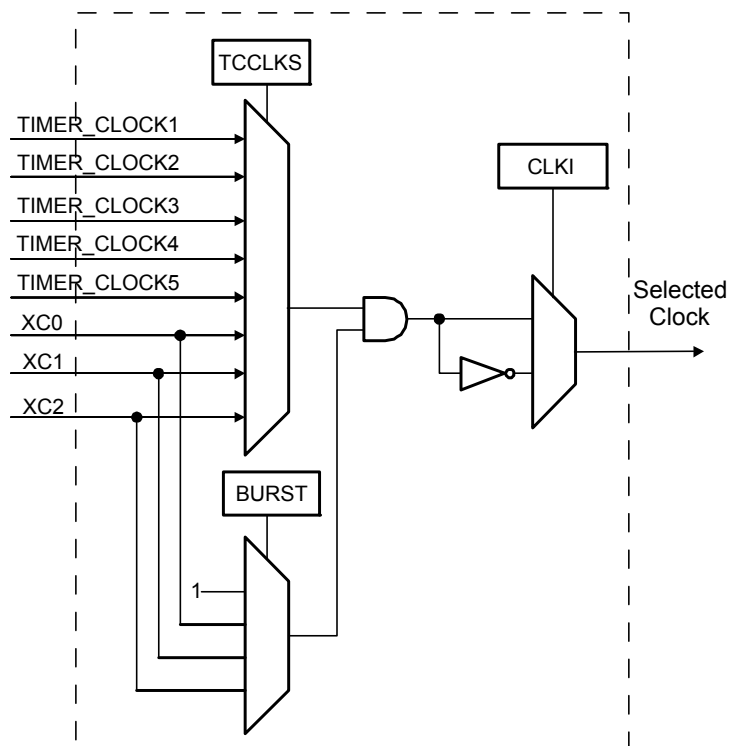 TCCLKS
TIMER_CLOCK1
TIMER_CLOCK2
TIMER_CLOCK3
TIMER_CLOCK4
TIMER_CLOCK5
XC0
XC1
XC2
CLKI
Selected
Clock
BURST
1